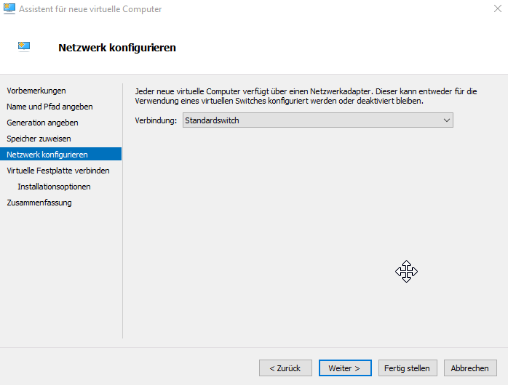 Assistent für neue virtuelle Computer
Netzwerk konfigurieren
Vorbemerkungen
Name und Pfad angeben
Generation angeben
Speicher zuweisen
Netzwerk konfigurieren
Virtuelle Festplatte verbinden
Installationsoptionen
Zusammenfassung
Jeder neue virtuelle Computer verfügt über einen Netzwerkadapter. Dieser kann entweder für die
Verwendung eines virtuellen Switches konfiguriert werden oder deaktiviert bleiben.
Verbindung: Standardswitch
< Zurück Weiter > Fertig stellen Abbrechen